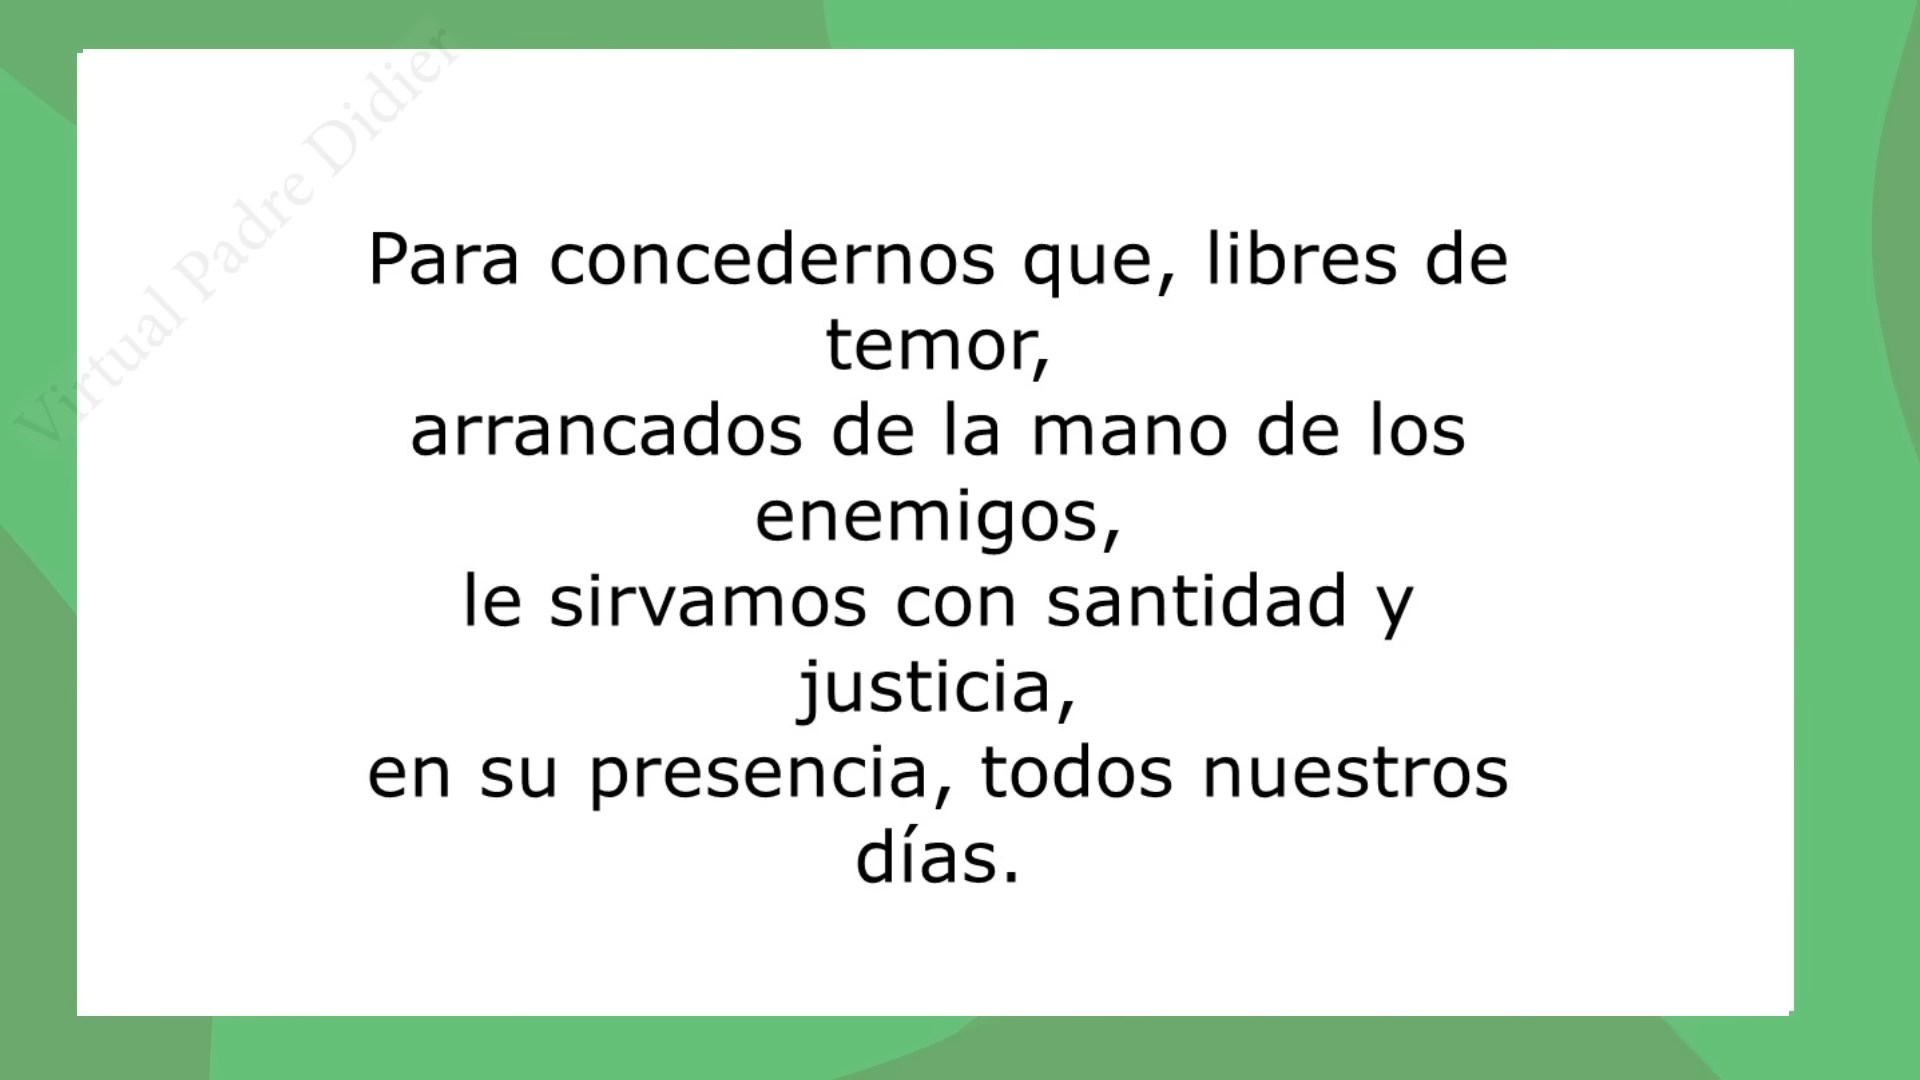 Virtual Padre Didier
Para concedernos que, libres de
temor,
arrancados de la mano de los
enemigos,
le sirvamos con santidad y
justicia,
en su presencia, todos nuestros
días.